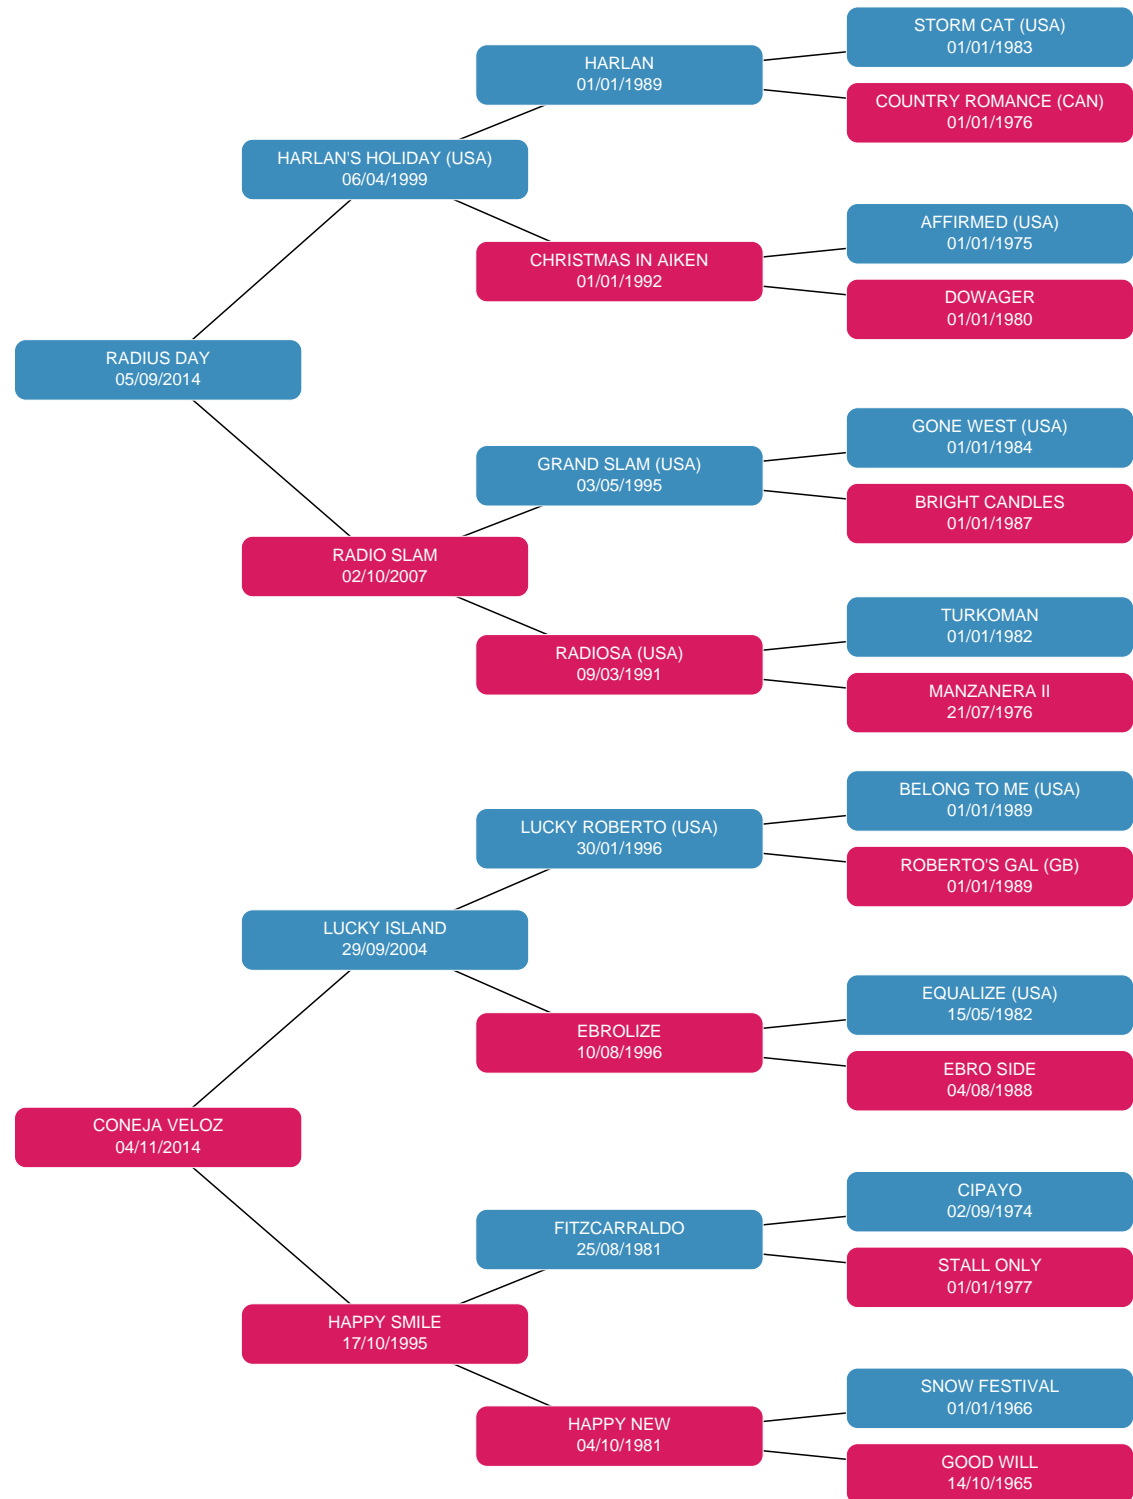 STORM CAT (USA)
01/01/1983
HARLAN
01/01/1989
COUNTRY ROMANCE (CAN)
01/01/1976
HARLAN'S HOLIDAY (USA)
06/04/1999
AFFIRMED (USA)
01/01/1975
CHRISTMAS IN AIKEN
01/01/1992
DOWAGER
01/01/1980
RADIUS DAY
05/09/2014
GONE WEST (USA)
01/01/1984
GRAND SLAM (USA)
03/05/1995
BRIGHT CANDLES
01/01/1987
RADIO SLAM
02/10/2007
TURKOMAN
01/01/1982
RADIOSA (USA)
09/03/1991
MANZANERA II
21/07/1976
BELONG TO ME (USA)
01/01/1989
LUCKY ROBERTO (USA)
30/01/1996
ROBERTO'S GAL (GB)
01/01/1989
LUCKY ISLAND
29/09/2004
EQUALIZE (USA)
15/05/1982
EBROLIZE
10/08/1996
EBRO SIDE
04/08/1988
CONEJA VELOZ
04/11/2014
CIPAYO
02/09/1974
FITZCARRALDO
25/08/1981
STALL ONLY
01/01/1977
HAPPY SMILE
17/10/1995
SNOW FESTIVAL
01/01/1966
HAPPY NEW
04/10/1981
GOOD WILL
14/10/1965